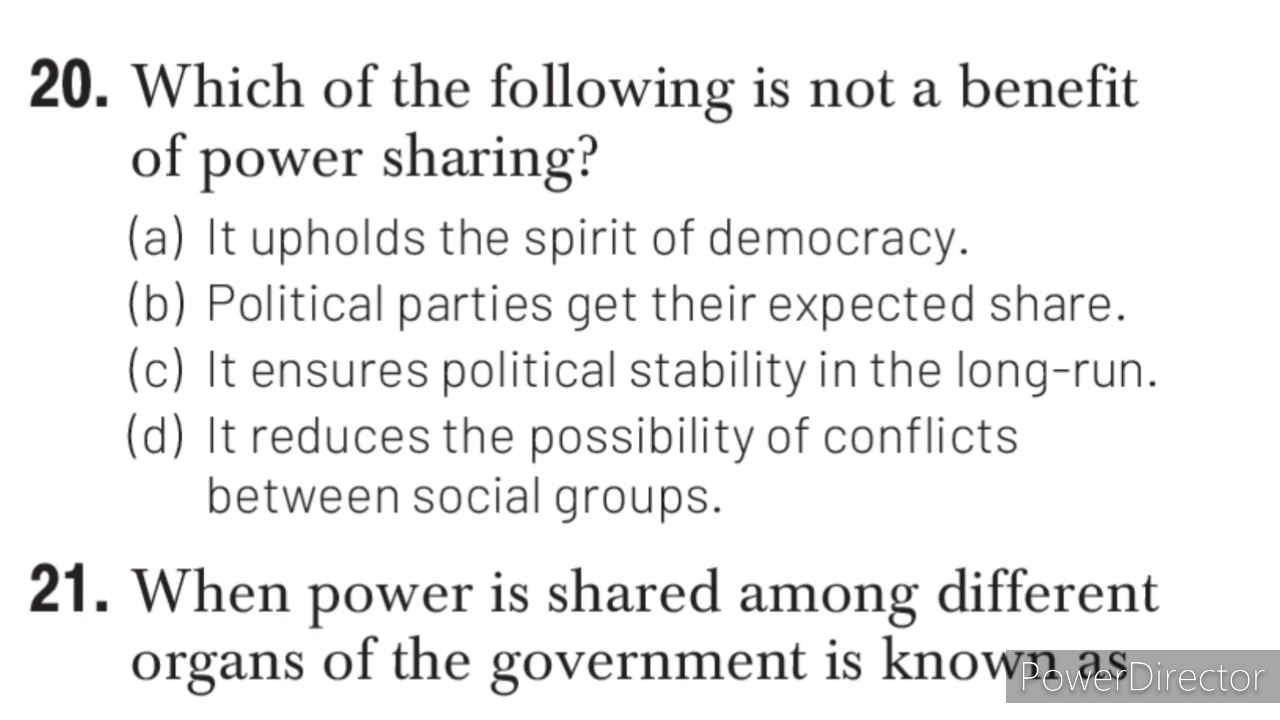 20. Which of the following is not a benefit
of power sharing?
(a) It upholds the spirit of democracy.
(b) Political parties get their expected share.
(c) It ensures political stability in the long-run.
(d) It reduces the possibility of conflicts
between social groups.
21. When power is shared among different
organs of the government is known as
PowerDirector